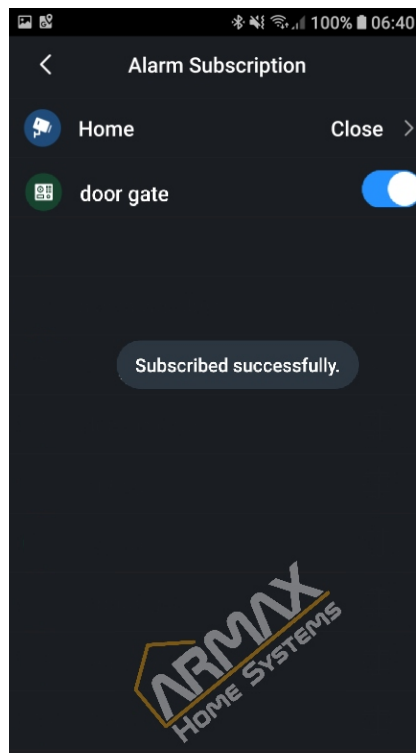 100% 06:40
Alarm Subscription
Home Close
door gate
Subscribed successfully.
ARMAX
HOME SYSTEMS